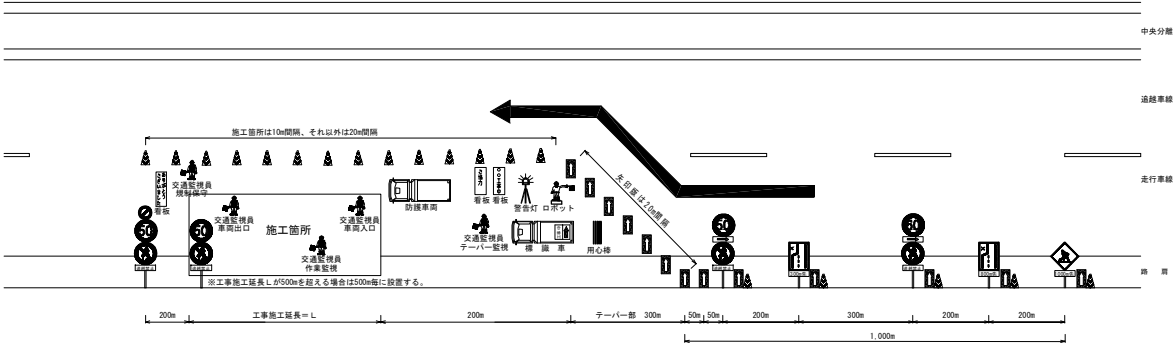 中央分離
追越車線
施工箇所は10m間隔、それ以外は20m間隔
矢印板は20m間隔
走行車線
交通監視員
規制保守
看板
防護車両
看板
看板
警告灯
ロボット
交通監視員
車両出口
施工箇所
交通監視員
車両入口
交通監視員
テーパー監視
標識車
用心棒
交通監視員
作業監視
50
50
50
50
路肩
※工事施工延長Lが500mを超える場合は500m毎に設置する。
200m
工事施工延長=L
200m
テーパー部 300m
50m
50m
200m
300m
200m
200m
1,000m